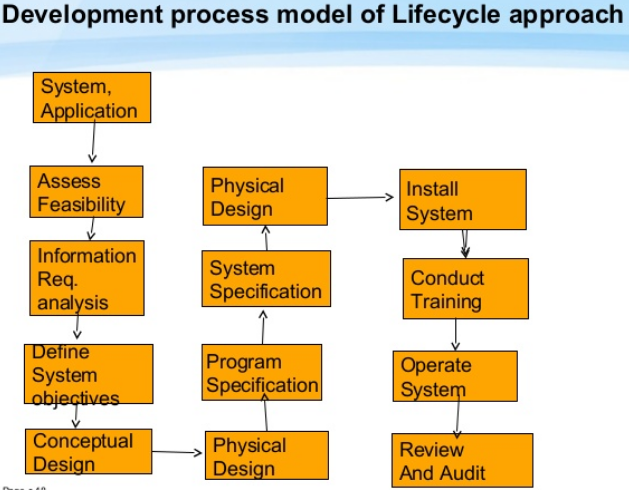 Development process model of Lifecycle approach
System,
Application
Assess
Feasibility
Information
Req.
analysis
Define
System
objectives
Conceptual
Design
Physical
Design
Program
Specification
System
Specification
Physical
Design
Install
System
Conduct
Training
Operate
System
Review
And Audit